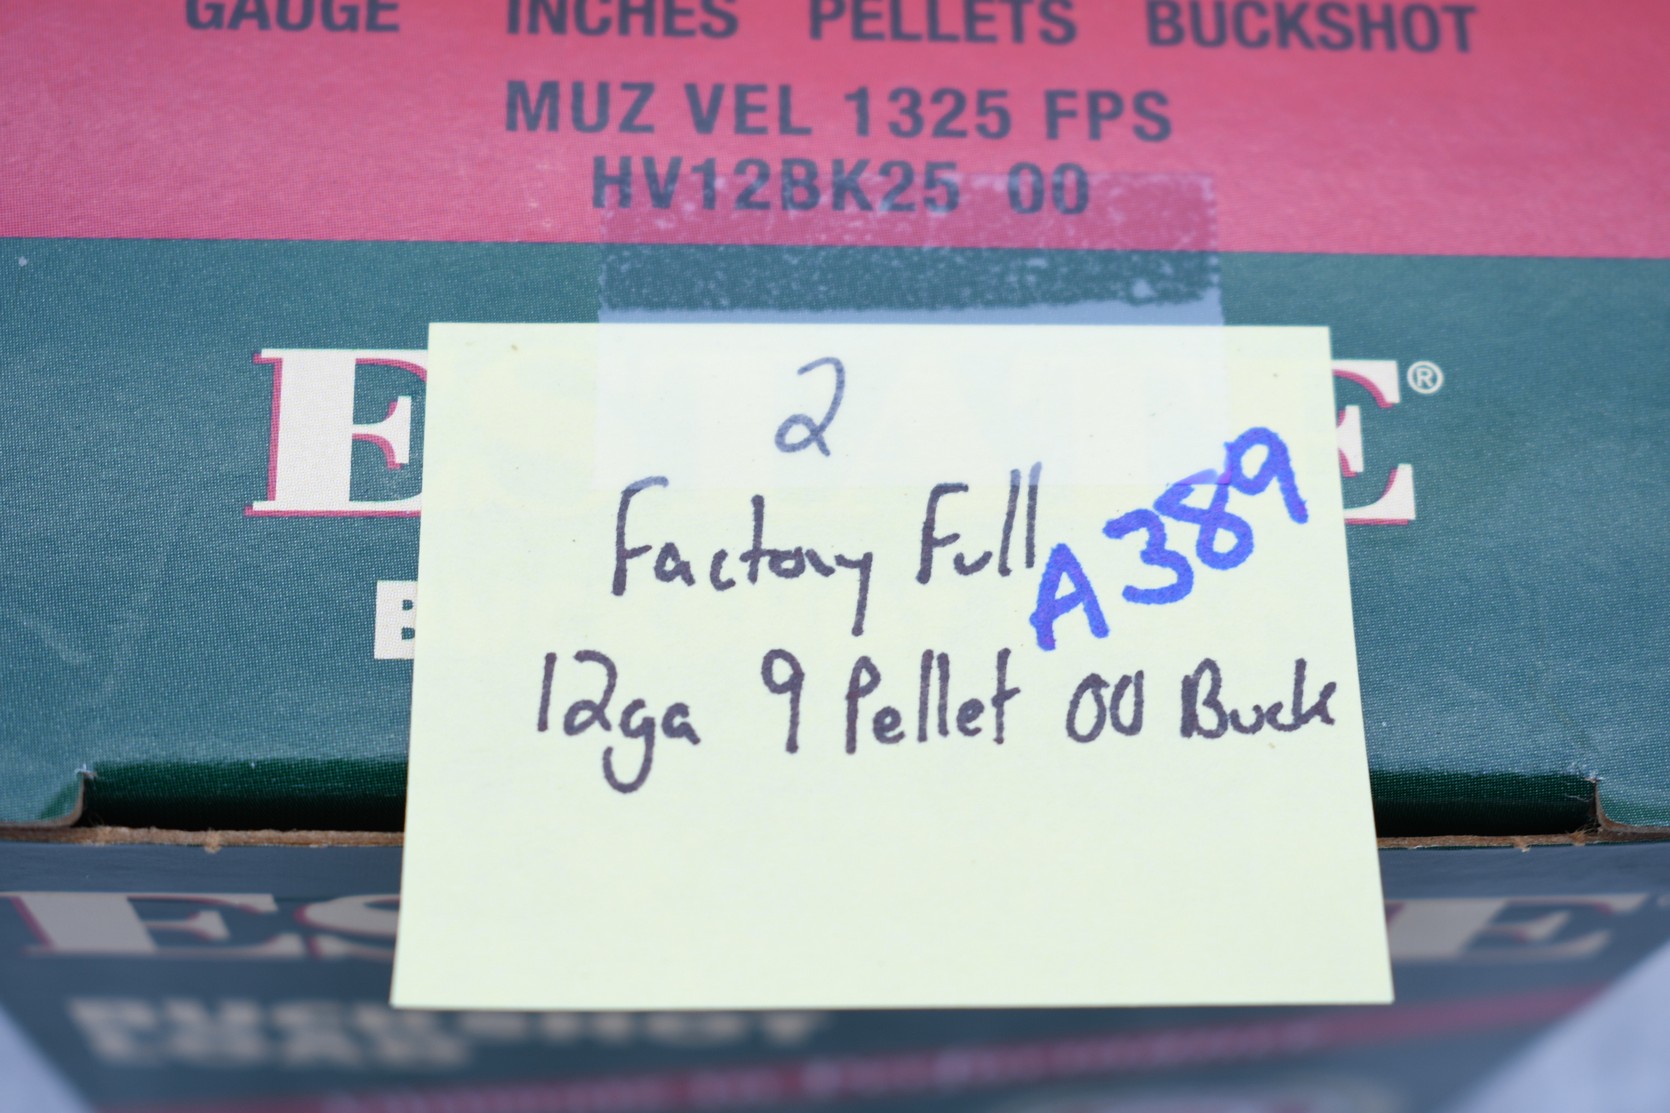 GAUGE INCHES PELLETS BUCKSHOT
MUZ VEL 1325 FPS
HV12BK25 00
E E®
B
2
Factory Full
A389
12ga 9 Pellet 00 Buck
ES E